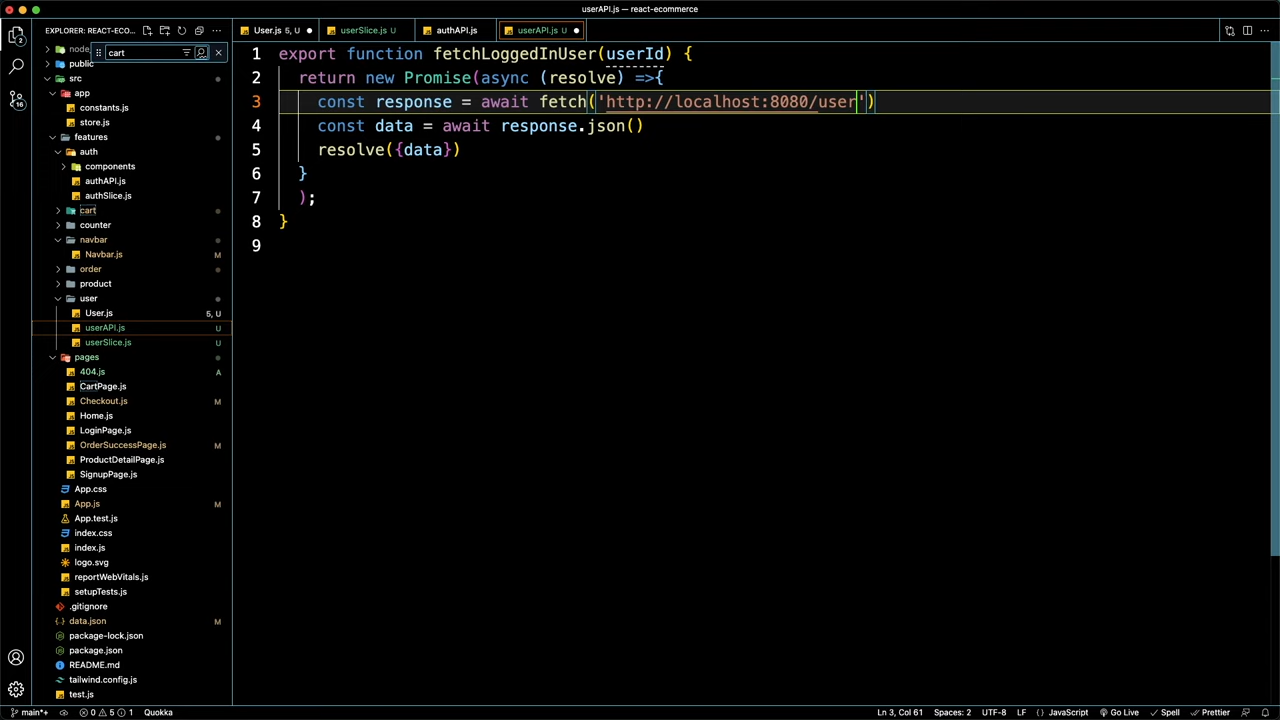 userAPI.js — react-ecommerce
EXPLORER: REACT-ECO...
User.js 5, U
userSlice.js U
authAPI.js
userAPI.js U
2
16
node
cart
public
src
app
constants.js
store.js
features
auth
components
authAPI.js
authSlice.js
cart
counter
navbar
Navbar.js M
order
product
user
User.js 5, U
userAPI.js U
userSlice.js U
pages
404.js A
CartPage.js
Checkout.js M
Home.js
LoginPage.js
OrderSuccessPage.js M
ProductDetailPage.js
SignupPage.js
App.css
App.js M
App.test.js
index.css
index.js
logo.svg
reportWebVitals.js
setupTests.js
.gitignore
data.json M
package-lock.json
package.json
README.md
tailwind.config.js
test.js
1 export function fetchLoggedInUser(userId) {
2 return new Promise(async (resolve) =>{
3 const response = await fetch('http://localhost:8080/user')
4 const data = await response.json()
5 resolve({data})
6 }
7 );
8 }
9
main*+ 0 5 1 Quokka Ln 3, Col 61 Spaces: 2 UTF-8 LF {} JavaScript Go Live Spell Prettier